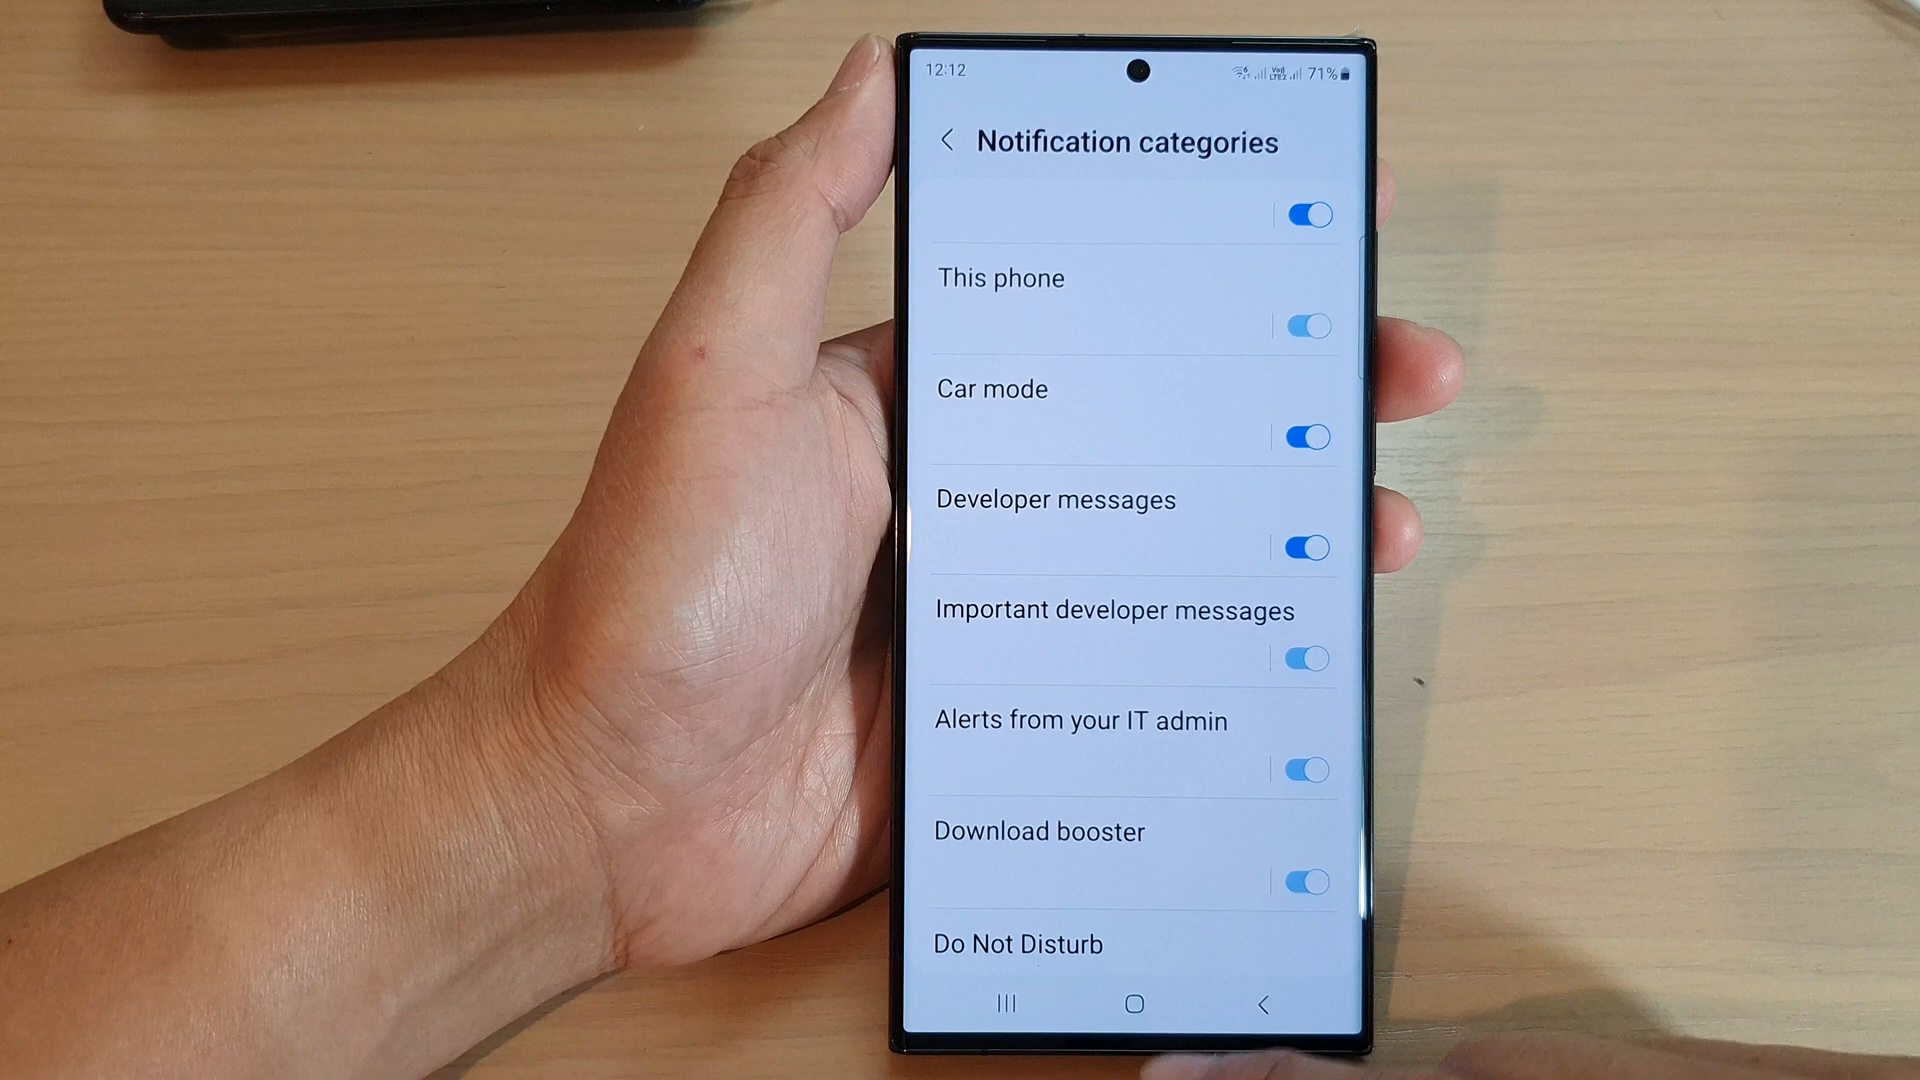 12:12
71%
Notification categories
This phone
Car mode
Developer messages
Important developer messages
Alerts from your IT admin
Download booster
Do Not Disturb